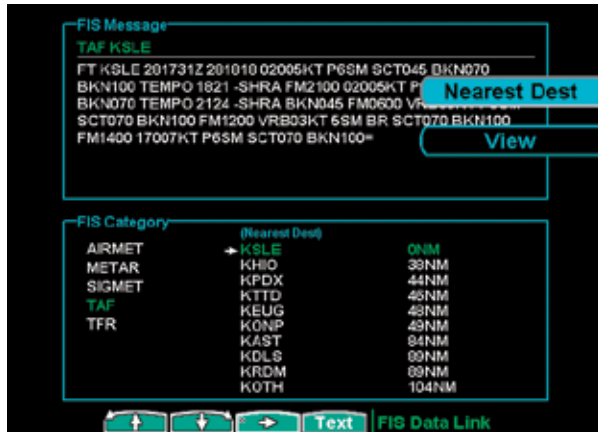 FIS Message
TAF KSLE
FT KSLE 201731Z 201010 02005KT P6SM SCT045 BKN070
BKN100 TEMPO 1821 -SHRA FM2100 02005KT
BKN070 TEMPO 2124 -SHRA BKN045 FM0600
SCT070 BKN100 FM1200 VRB03KT 6SM BR SCT070 BKN100
FM1400 17007KT P6SM SCT070 BKN100=
Nearest Dest
View
FIS Category
(Nearest Dest)
AIRMET
METAR
SIGMET
TAF
TFR
KSLE 0NM
KHIO 38NM
KPDX 44NM
KTTD 46NM
KEUG 48NM
KONP 49NM
KAST 84NM
KDLS 89NM
KRDM 89NM
KOTH 104NM
Text
FIS Data Link